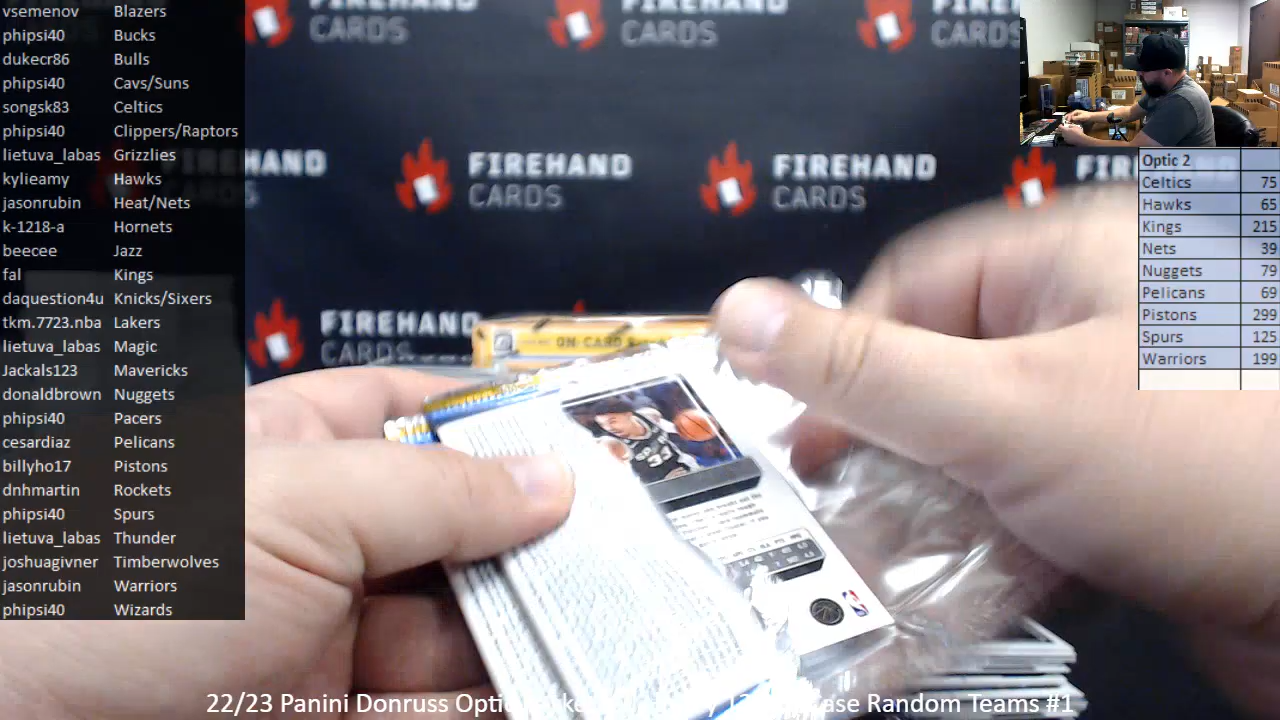 vsemenov Blazers
phipsi40 Bucks
dukecr86 Bulls
phipsi40 Cavs/Suns
songsk83 Celtics
phipsi40 Clippers/Raptors
lietuva_labas Grizzlies
kylieamy Hawks
jasonrubin Heat/Nets
k-1218-a Hornets
beecee Jazz
fal Kings
daquestion4u Knicks/Sixers
tkm.7723.nba Lakers
lietuva_labas Magic
Jackals123 Mavericks
donaldbrown Nuggets
phipsi40 Pacers
cesardiaz Pelicans
billyho17 Pistons
dnhmartin Rockets
phipsi40 Spurs
lietuva_labas Thunder
joshuagivner Timberwolves
jasonrubin Warriors
phipsi40 Wizards
CARDS
CARDS
CARDS
FIREHAND
CARDS
FIREHAND
CARDS
FIREHAND
CARDS
ON-CARD
33
Optic 2
Celtics 75
Hawks 65
Kings 215
Nets 39
Nuggets 79
Pelicans 69
Pistons 299
Spurs 125
Warriors 199
22/23 Panini Donruss Random Teams #1